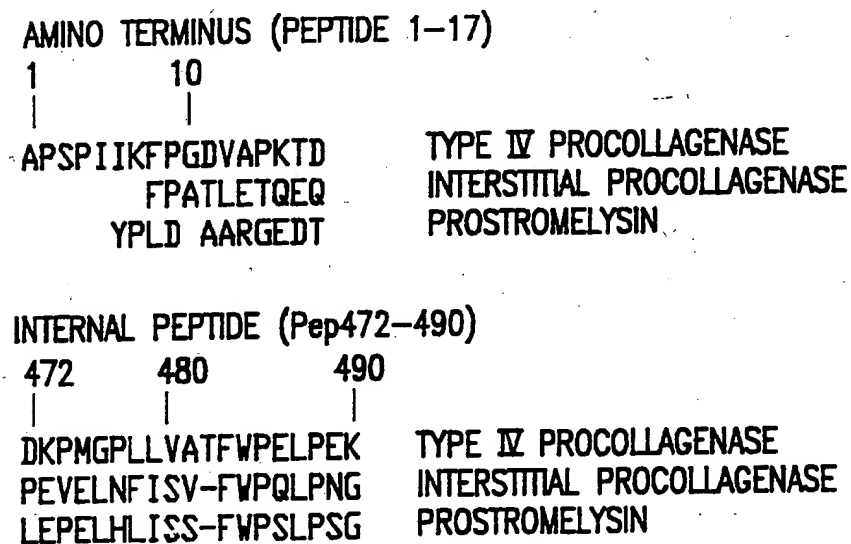 AMINO TERMINUS (PEPTIDE 1-17)
1 10
APSPIIKFPGDVAPKTD TYPE IV PROCOLLAGENASE
FPATLETQEQ INTERSTITIAL PROCOLLAGENASE
YPLD AARGEDT PROSTROMELYSIN
INTERNAL PEPTIDE (Pep472-490)
472 480 490
DKPMGPLLVATFWPELPEK TYPE IV PROCOLLAGENASE
PEVELNFISV-FWPQLPNG INTERSTITIAL PROCOLLAGENASE
LEPELHLISS-FWPSLPSG PROSTROMELYSIN